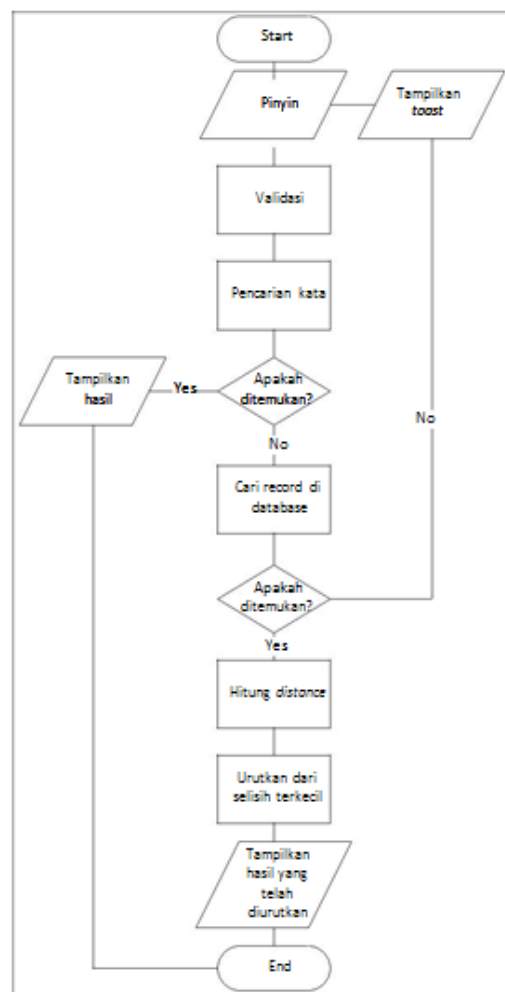 Start
Pinyin
Tampilkan
toast
Validasi
Pencarian kata
Apakah
ditemukan?
Yes
Tampilkan
hasil
No
No
Cari record di
database
Apakah
ditemukan?
Yes
Hitung distance
Urutkan dari
selisih terkecil
Tampilkan
hasil yang
telah
diurutkan
End